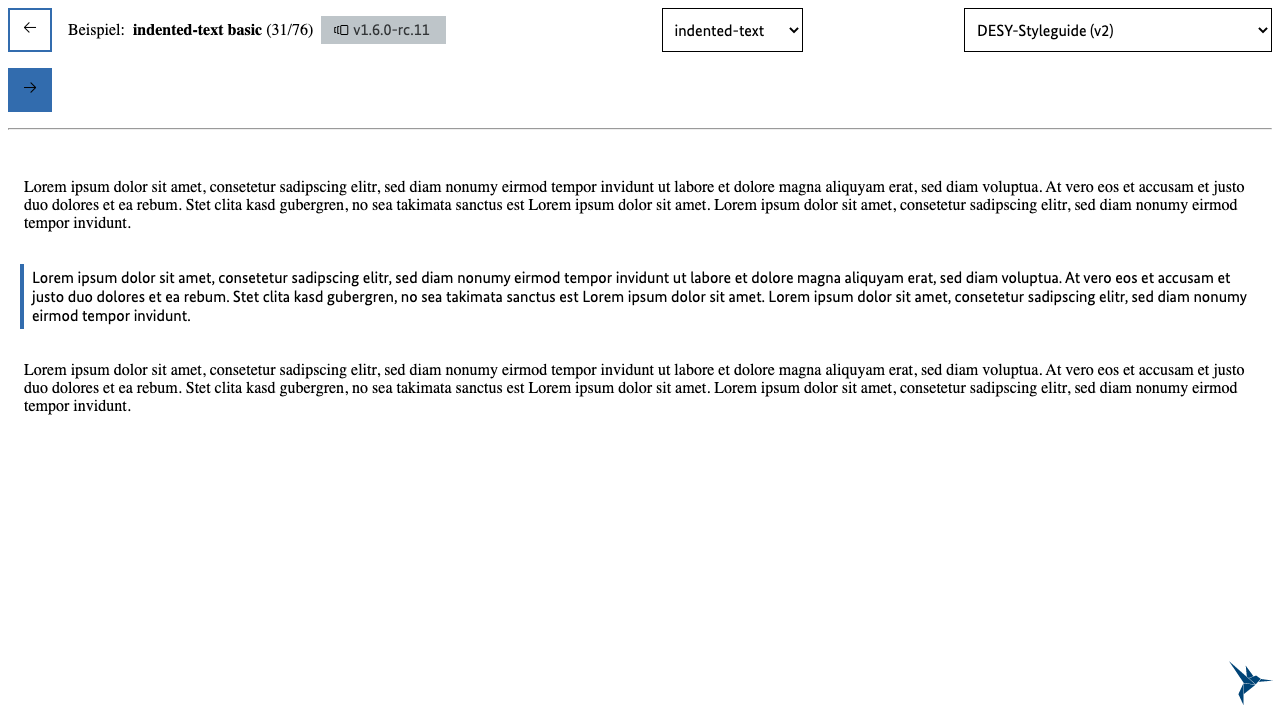 Beispiel: indented-text basic (31/76) v1.6.0-rc.11 indented-text DESY-Styleguide (v2)
Lorem ipsum dolor sit amet, consetetur sadipscing elitr, sed diam nonumy eirmod tempor invidunt ut labore et dolore magna aliquyam erat, sed diam voluptua. At vero eos et accusam et justo
duo dolores et ea rebum. Stet clita kasd gubergren, no sea takimata sanctus est Lorem ipsum dolor sit amet. Lorem ipsum dolor sit amet, consetetur sadipscing elitr, sed diam nonumy eirmod
tempor invidunt.
Lorem ipsum dolor sit amet, consetetur sadipscing elitr, sed diam nonumy eirmod tempor invidunt ut labore et dolore magna aliquyam erat, sed diam voluptua. At vero eos et accusam et
justo duo dolores et ea rebum. Stet clita kasd gubergren, no sea takimata sanctus est Lorem ipsum dolor sit amet. Lorem ipsum dolor sit amet, consetetur sadipscing elitr, sed diam nonumy
eirmod tempor invidunt.
Lorem ipsum dolor sit amet, consetetur sadipscing elitr, sed diam nonumy eirmod tempor invidunt ut labore et dolore magna aliquyam erat, sed diam voluptua. At vero eos et accusam et justo
duo dolores et ea rebum. Stet clita kasd gubergren, no sea takimata sanctus est Lorem ipsum dolor sit amet. Lorem ipsum dolor sit amet, consetetur sadipscing elitr, sed diam nonumy eirmod
tempor invidunt.